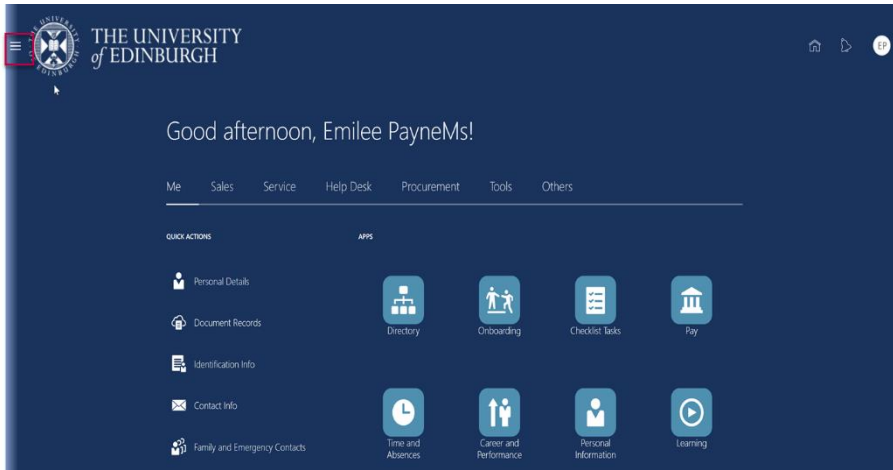 THE UNIVERSITY
of EDINBURGH
EP
Good afternoon, Emilee PayneMs!
Me Sales Service Help Desk Procurement Tools Others
QUICK ACTIONS
APPS
Personal Details
Document Records
Identification Info
Contact Info
Family and Emergency Contacts
Directory
Onboarding
Checklist Tasks
Pay
Time and
Absences
Career and
Performance
Personal
Information
Learning